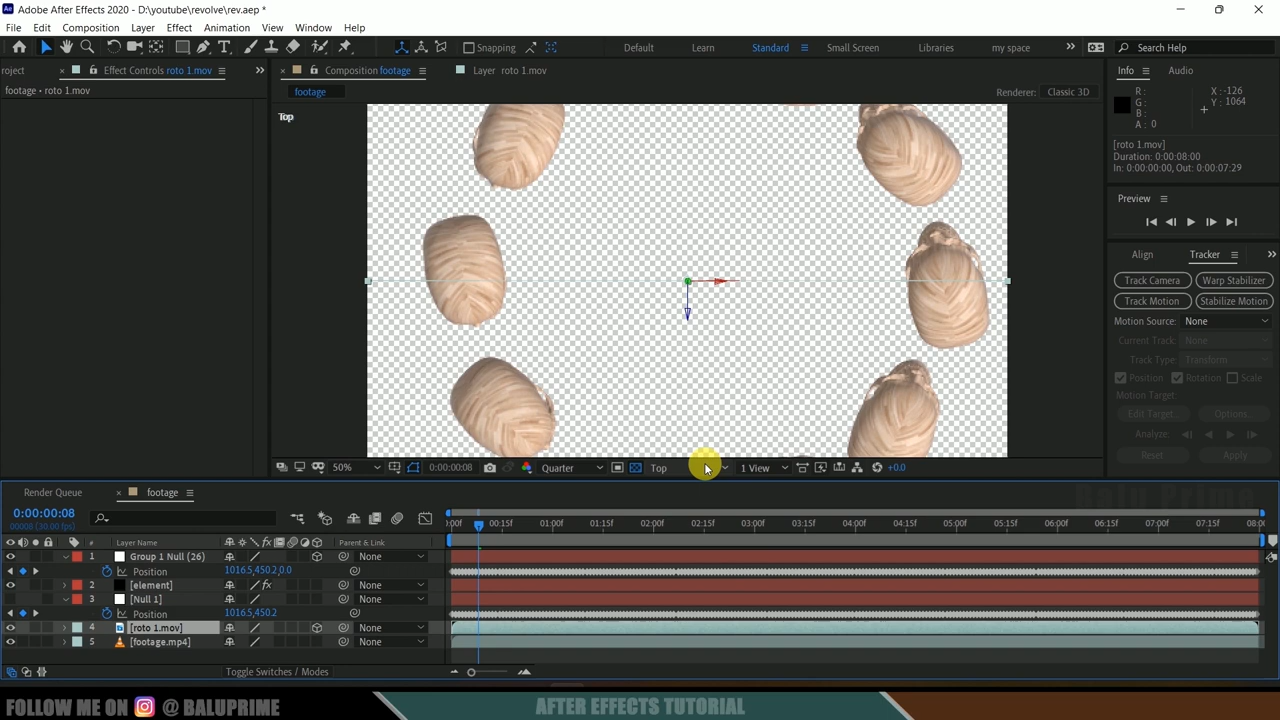 Adobe After Effects 2020 - D:\youtube\revolve\rev.aep *
File Edit Composition Layer Effect Animation View Window Help
Snapping
Default Learn Standard Small Screen Libraries my space
Search Help
roject Effect Controls roto 1.mov
footage • roto 1.mov
Composition footage
Layer roto 1.mov
footage
Renderer: Classic 3D
Top
Info Audio
R: X: -126
G: Y: 1064
B:
A: 0
[roto 1.mov]
Duration: 0:00:08:00
In: 0:00:00:00, Out: 0:00:07:29
Preview
Align Tracker
Track Camera Warp Stabilizer
Track Motion Stabilize Motion
Motion Source: None
Current Track: None
Track Type: Transform
Position Rotation Scale
Motion Target:
Edit Target... Options...
Analyze:
Reset Apply
50% 0:00:00:08 Quarter Top 1 View +0.0
Render Queue footage
0:00:00:08
00008 (30.00 fps)
:00f 00:15f 01:00f 01:15f 02:00f 02:15f 03:00f 03:15f 04:00f 04:15f 05:00f 05:15f 06:00f 06:15f 07:00f 07:15f 08:00f
# Layer Name fx Parent & Link
1 Group 1 Null (26) None
Position 1016.5,450.2,0.0
2 [element] fx None
3 [Null 1] None
Position 1016.5,450.2
4 [roto 1.mov] None
5 [footage.mp4] None
Toggle Switches / Modes
Baluprime
FOLLOW ME ON @ BALUPRIME
AFTER EFFECTS TUTORIAL